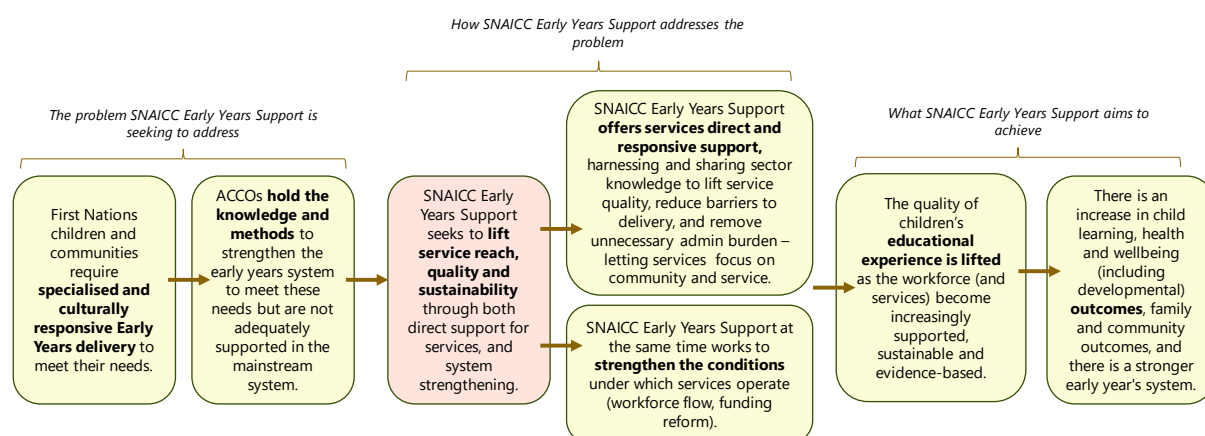 How SNAICC Early Years Support addresses the
problem
The problem SNAICC Early Years Support is
seeking to address
What SNAICC Early Years Support aims to
achieve
First Nations
children and
communities
require
specialised and
culturally
responsive Early
Years delivery to
meet their needs.
ACCOs hold the
knowledge and
methods to
strengthen the
early years system
to meet these
needs but are not
adequately
supported in the
mainstream
system.
SNAICC Early
Years Support
seeks to lift
service reach,
quality and
sustainability
through both
direct support for
services, and
system
strengthening.
SNAICC Early Years Support
offers services direct and
responsive support,
harnessing and sharing sector
knowledge to lift service
quality, reduce barriers to
delivery, and remove
unnecessary admin burden –
letting services focus on
community and service.
SNAICC Early Years Support at
the same time works to
strengthen the conditions
under which services operate
(workforce flow, funding
reform).
The quality of
children’s
educational
experience is lifted
as the workforce (and
services) become
increasingly
supported,
sustainable and
evidence-based.
There is an
increase in child
learning, health
and wellbeing
(including
developmental)
outcomes, family
and community
outcomes, and
there is a stronger
early year's system.